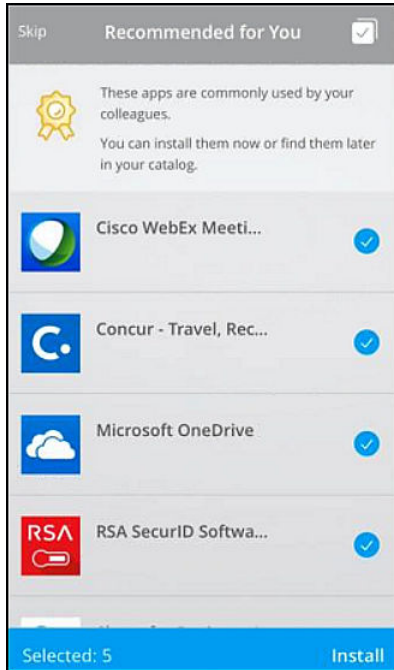 Skip
Recommended for You
These apps are commonly used by your
colleagues.
You can install them now or find them later
in your catalog.
Cisco WebEx Meeti...
C.
Concur - Travel, Rec...
Microsoft OneDrive
RSA
RSA SecurID Softwa...
Selected: 5
Install